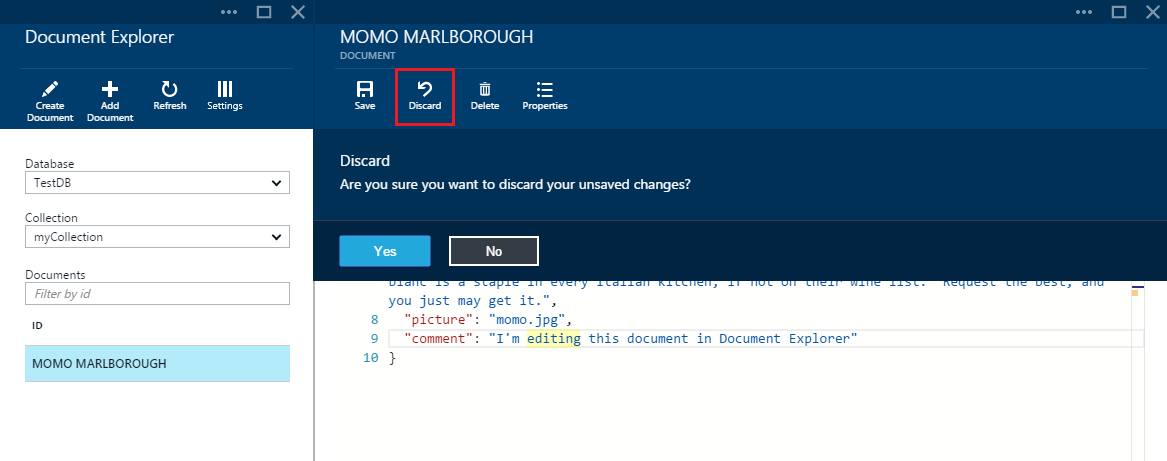 Document Explorer
Create Document
Add Document
Refresh
Settings
Database
TestDB
Collection
myCollection
Documents
Filter by id
ID
MOMO MARLBOROUGH
MOMO MARLBOROUGH
DOCUMENT
Save
Discard
Delete
Properties
Discard
Are you sure you want to discard your unsaved changes?
Yes
No
blanc is a staple in every Italian kitchen, if not on their wine list.  Request the best, and
you just may get it.",
8 "picture": "momo.jpg",
9 "comment": "I'm editing this document in Document Explorer"
10 }